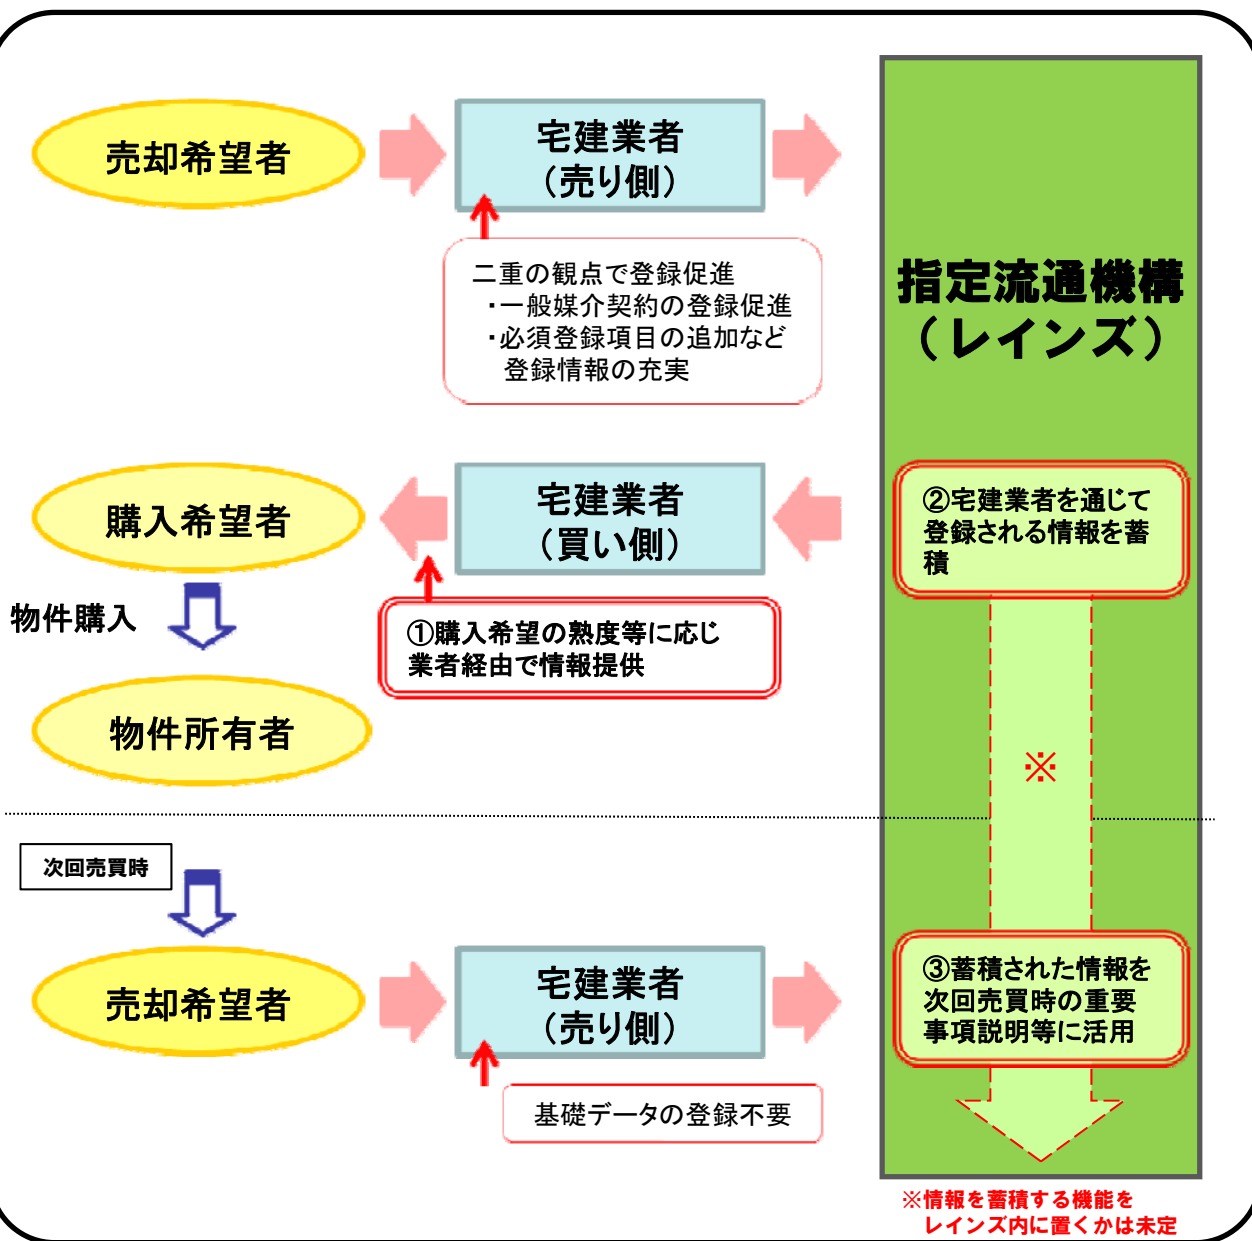 売却希望者
宅建業者
(売り側)
二重の観点で登録促進
・一般媒介契約の登録促進
・必須登録項目の追加など
登録情報の充実
指定流通機構
(レインズ)
購入希望者
宅建業者
(買い側)
②宅建業者を通じて
登録される情報を蓄
積
物件購入
①購入希望の熟度等に応じ
業者経由で情報提供
物件所有者
※
次回売買時
売却希望者
宅建業者
(売り側)
③蓄積された情報を
次回売買時の重要
事項説明等に活用
基礎データの登録不要
※情報を蓄積する機能を
レインズ内に置くかは未定